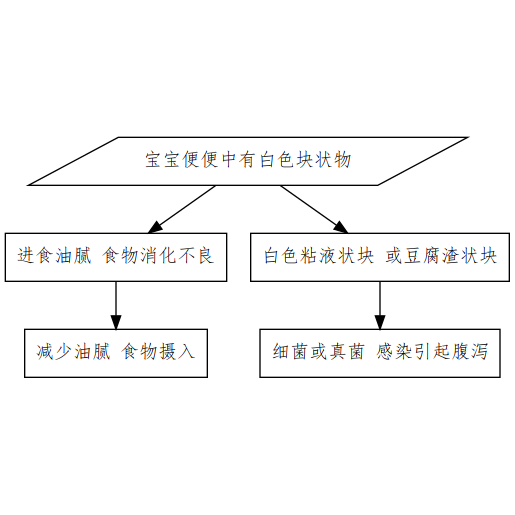 宝宝便便中有白色块状物
进食油腻 食物消化不良
白色粘液状块 或豆腐渣状块
减少油腻 食物摄入
细菌或真菌 感染引起腹泻